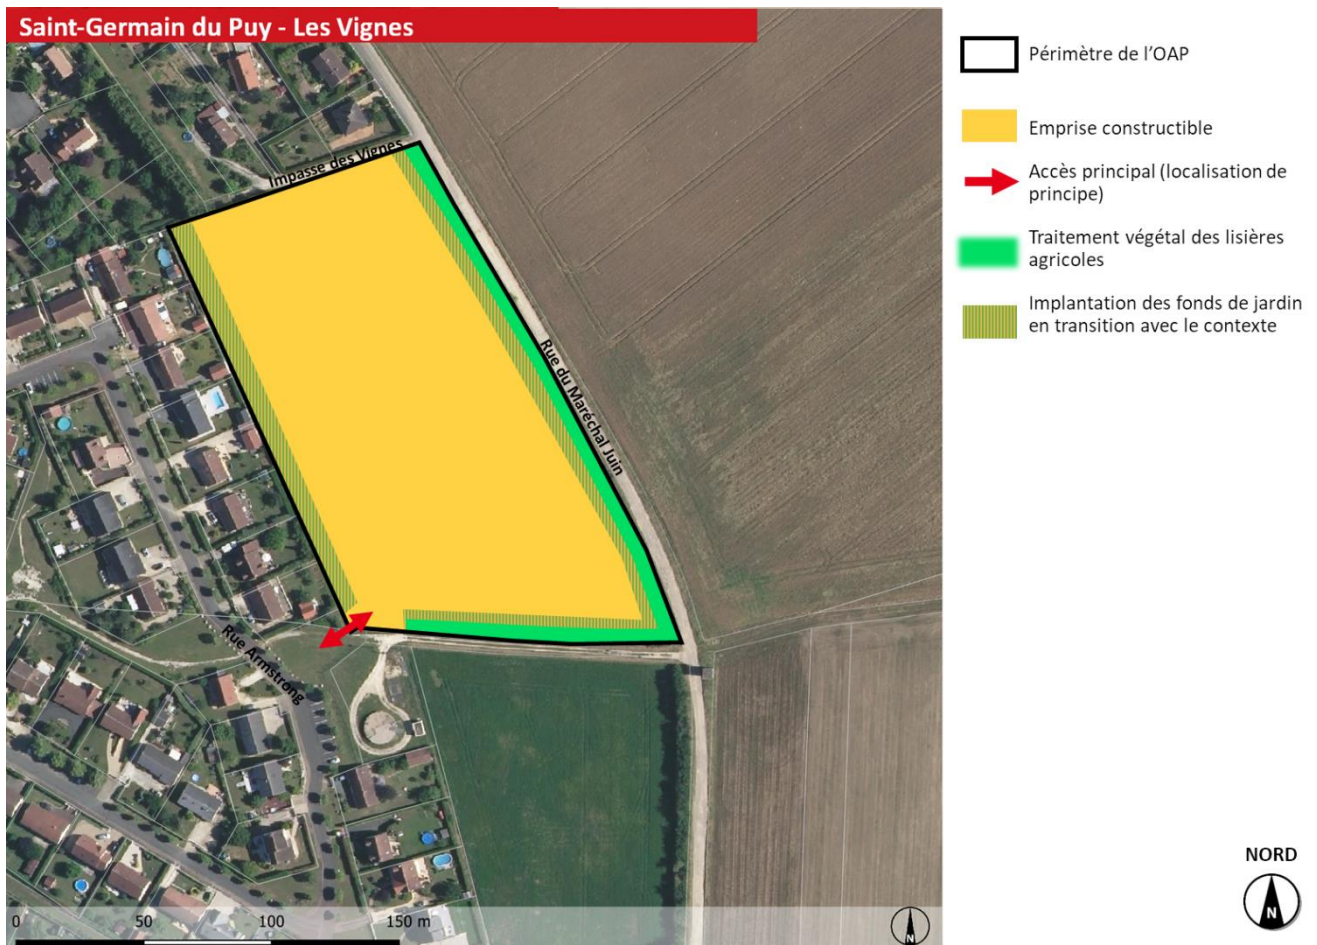 Saint-Germain du Puy - Les Vignes
Périmètre de l'OAP
Emprise constructible
Accès principal (localisation de
principe)
Traitement végétal des lisières
agricoles
Implantation des fonds de jardin
en transition avec le contexte
Impasse des Vignes
Rue du Maréchal Juin
Rue Armstrong
NORD
N
0 50 100 150 m
N